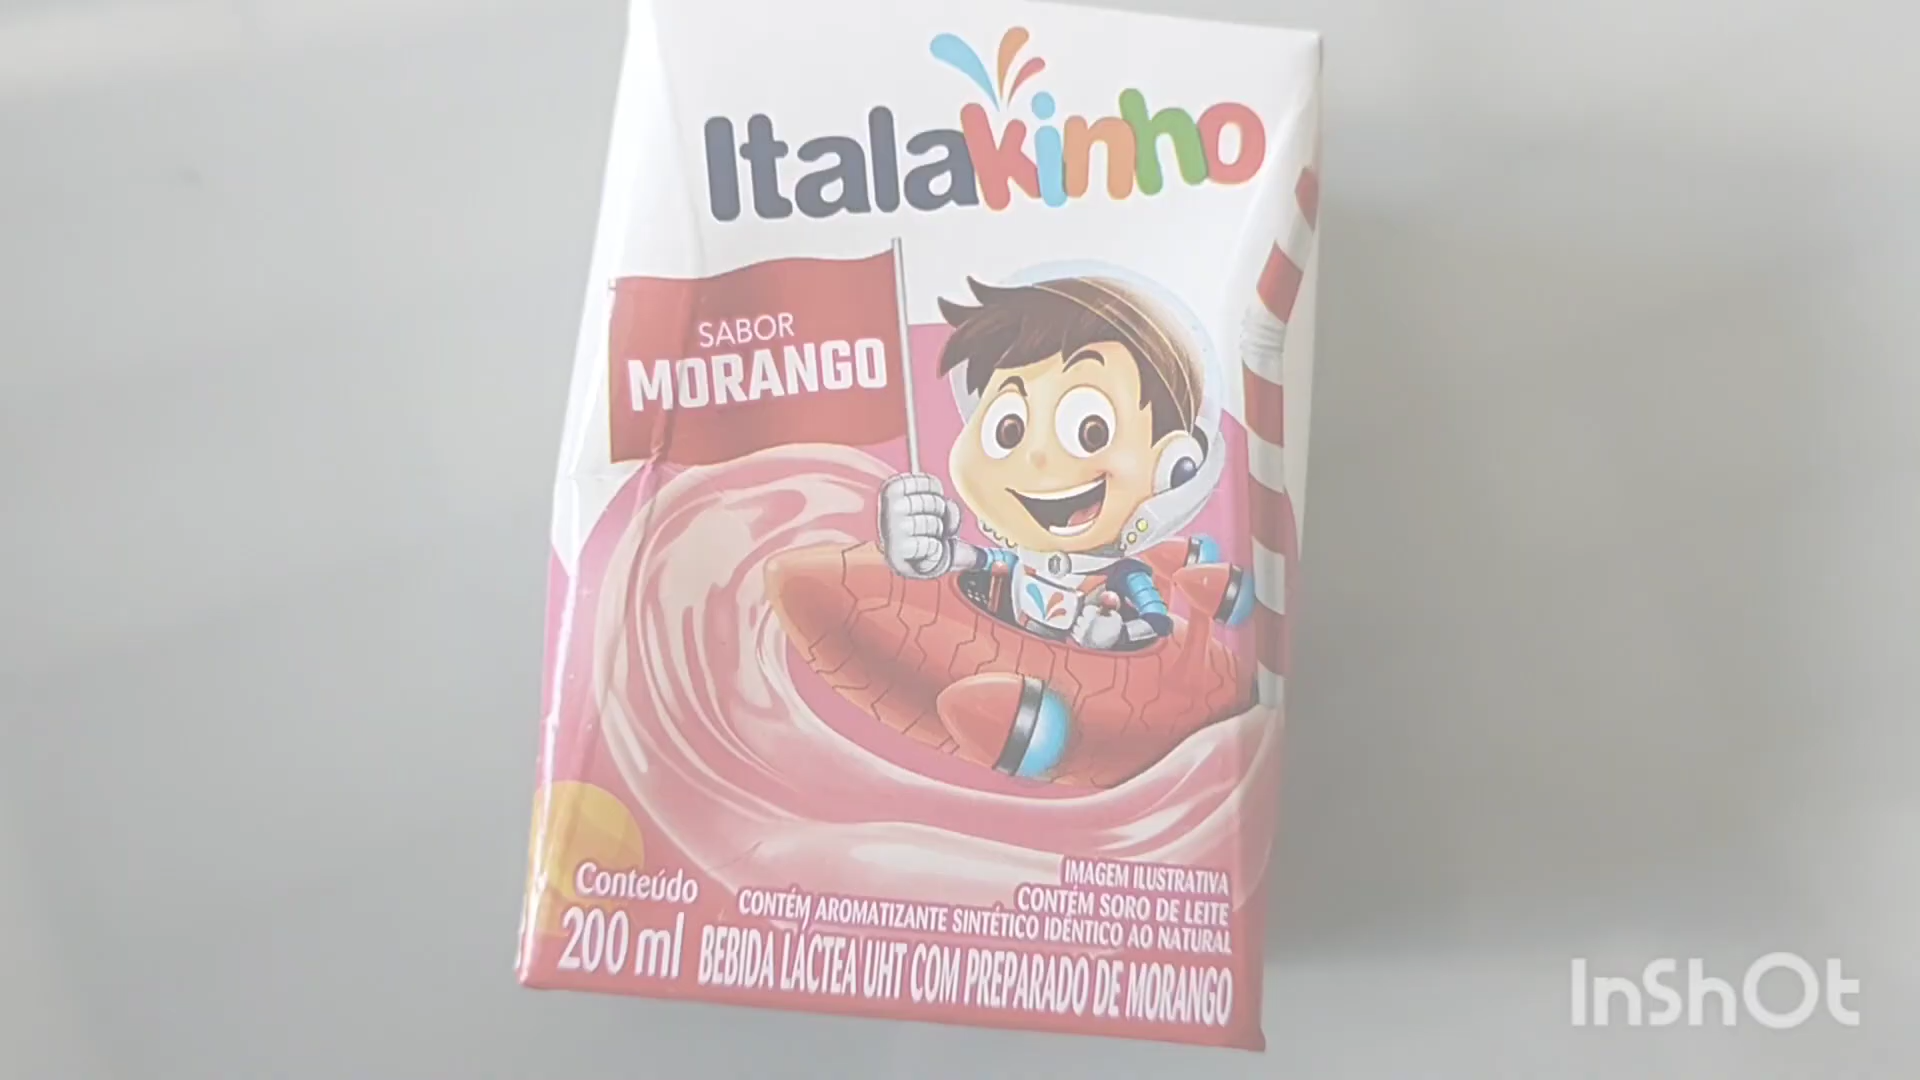 Italakinho
SABOR
MORANGO
IMAGEM ILUSTRATIVA
CONTÉM SORO DE LEITE
CONTÉM AROMATIZANTE SINTÉTICO IDÊNTICO AO NATURAL
Conteúdo
200 ml
BEBIDA LÁCTEA UHT COM PREPARADO DE MORANGO
InShOt